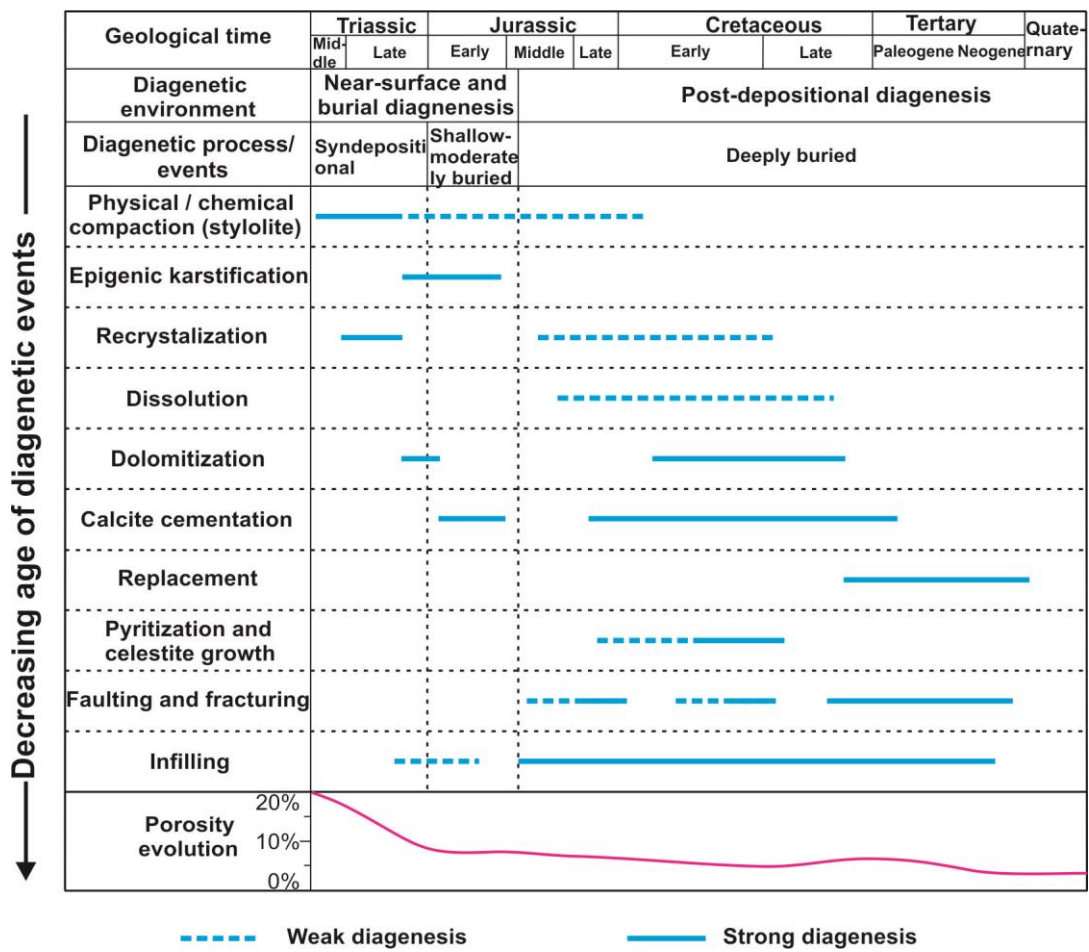 Decreasing age of diagenetic events
Geological time
Triassic
Jurassic
Cretaceous
Tertary
Quate-
rnary
Mid-
dle
Late
Early
Middle
Late
Early
Late
Paleogene Neogene
Diagenetic
environment
Near-surface and
burial diagnenesis
Post-depositional diagenesis
Diagenetic process/
events
Syndepositi
onal
Shallow-
moderate
ly buried
Deeply buried
Physical / chemical
compaction (stylolite)
Epigenic karstification
Recrystalization
Dissolution
Dolomitization
Calcite cementation
Replacement
Pyritization and
celestite growth
Faulting and fracturing
Infilling
Porosity
evolution
20%
10%
0%
Weak diagenesis
Strong diagenesis